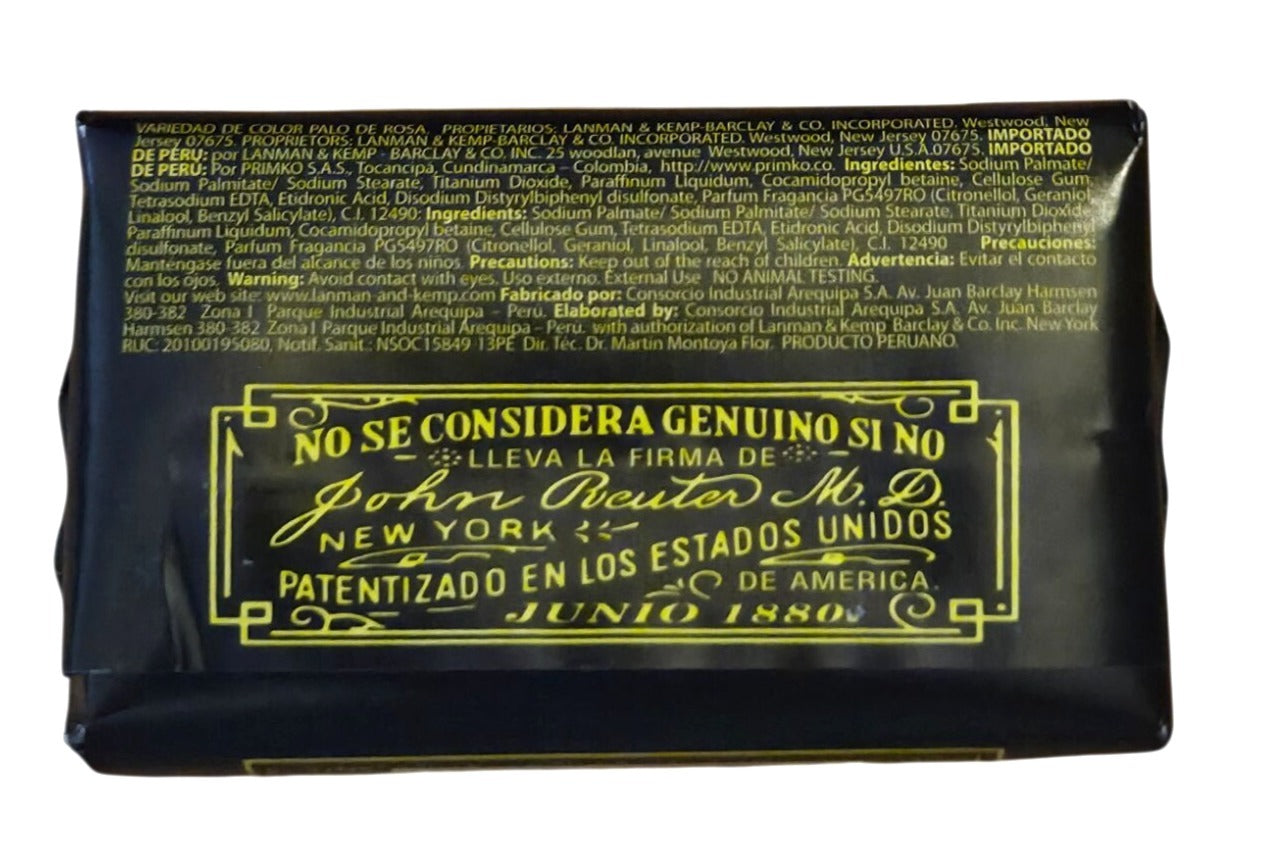 VARIEDAD DE COLOR PALO DE ROSA, PROPIETARIOS: LANMAN & KEMP-BARCLAY & CO. INCORPORATED. Westwood, New
Jersey 07675. PROPRIETORS: LANMAN & KEMP-BARCLAY & CO. INCORPORATED. Westwood, New Jersey 07675. IMPORTADO
DE PERU: por LANMAN & KEMP - BARCLAY & CO. INC. 25 woodlan, avenue Westwood, New Jersey U.S.A.07675. IMPORTADO
DE PERU: Por PRIMKO S.A.S., Tocancipa, Cundinamarca – Colombia, http://www.primko.co. Ingredientes: Sodium Palmate/
Sodium Palmitate/ Sodium Stearate, Titanium Dioxide, Paraffinum Liquidum, Cocamidopropyl betaine, Cellulose Gum,
Tetrasodium EDTA, Etidronic Acid, Disodium Distyrylbiphenyl disulfonate, Parfum Fragancia PG5497RO (Citronellol, Geraniol,
Linalool, Benzyl Salicylate), C.I. 12490: Ingredients: Sodium Palmate/ Sodium Palmitate/ Sodium Stearate, Titanium Dioxide,
Paraffinum Liquidum, Cocamidopropyl betaine, Cellulose Gum, Tetrasodium EDTA, Etidronic Acid, Disodium Distyrylbiphenyl
disulfonate, Parfum Fragancia PG5497RO (Citronellol, Geraniol, Linalool, Benzyl Salicylate), C.I. 12490 Precauciones:
Manténgase fuera del alcance de los niños. Precautions: Keep out of the reach of children. Advertencia: Evitar el contacto
con los ojos. Warning: Avoid contact with eyes. Uso externo. External Use NO ANIMAL TESTING.
Visit our web site: www.lanman-and-kemp.com Fabricado por: Consorcio Industrial Arequipa S.A. Av. Juan Barclay Harmsen
380-382 Zona I Parque Industrial Arequipa – Peru. Elaborated by: Consorcio Industrial Arequipa S.A. Av. Juan Barclay
Harmsen 380-382 Zona I Parque Industrial Arequipa – Peru. with authorization of Lanman & Kemp Barclay & Co. Inc. New York
RUC: 20100195080, Notif. Sanit.: NSOC15849-13PE Dir. Téc. Dr. Martin Montoya Flor. PRODUCTO PERUANO.
NO SE CONSIDERA GENUINO SI NO
LLEVA LA FIRMA DE
John Reuter M. D.
NEW YORK
PATENTIZADO EN LOS ESTADOS UNIDOS
DE AMERICA.
JUNIO 1880